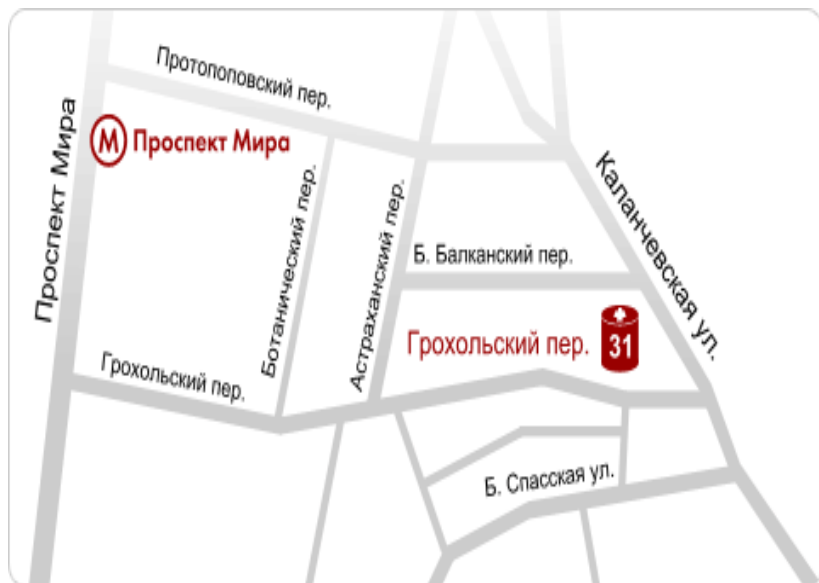 Протопоповский пер.
М Проспект Мира
Проспект Мира
Каланчевская ул.
Ботанический пер.
Астраханский пер.
Б. Балканский пер.
Грохольский пер. 31
Грохольский пер.
Б. Спасская ул.